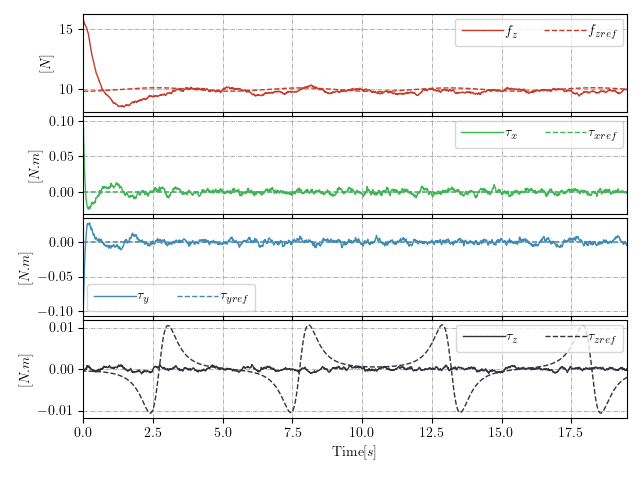 15
10
[N]
f_z f_zref
0.10
0.05
0.00
[N.m]
τ_x τ_xref
0.00
−0.05
−0.10
[N.m]
τ_y τ_yref
0.01
0.00
−0.01
[N.m]
τ_z τ_zref
0.0 2.5 5.0 7.5 10.0 12.5 15.0 17.5
Time[s]